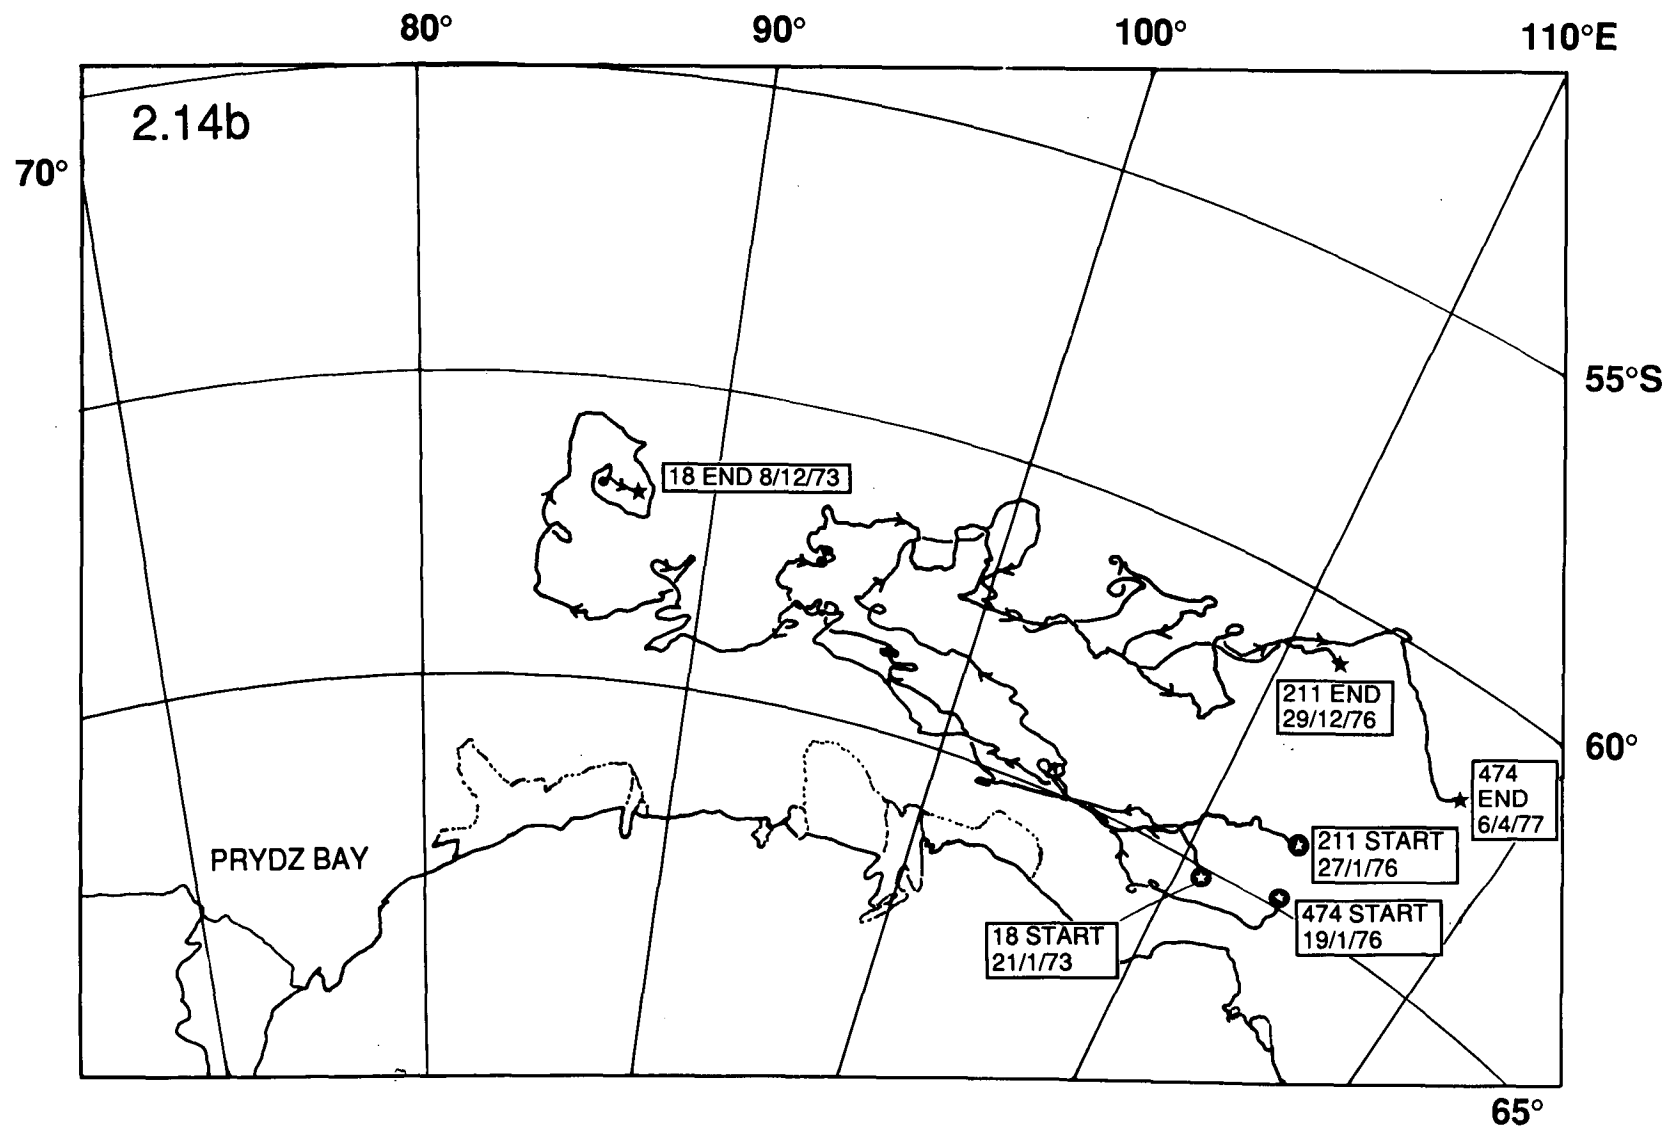 80° 90° 100° 110°E
2.14b
70°
55°S
18 END 8/12/73
211 END
29/12/76
60°
474
END
6/4/77
PRYDZ BAY
211 START
27/1/76
474 START
19/1/76
18 START
21/1/73
65°